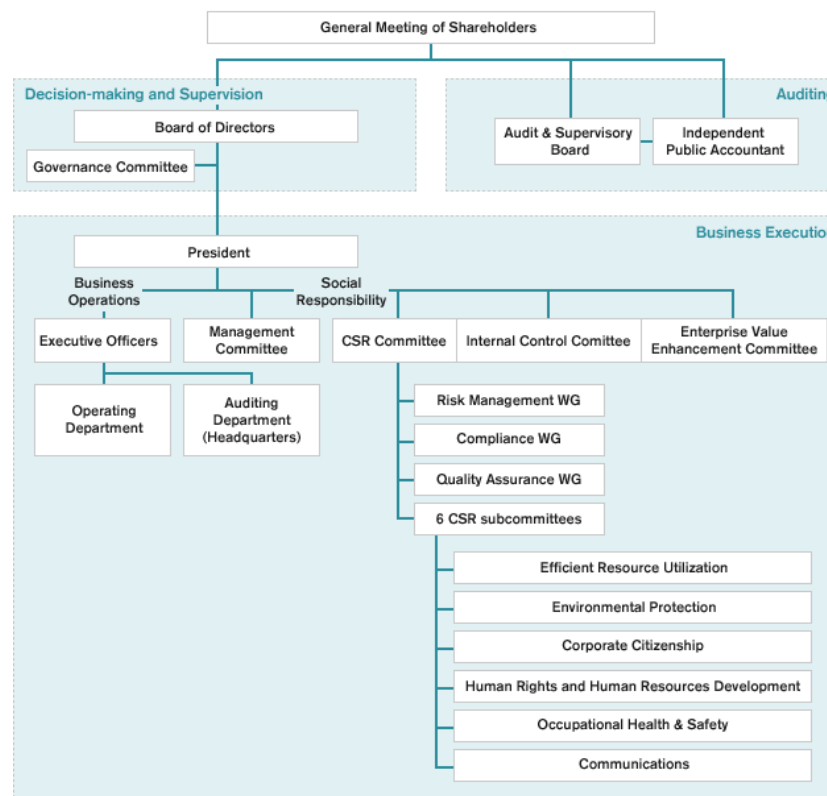 General Meeting of Shareholders
Decision-making and Supervision
Auditing
Board of Directors
Governance Committee
Audit & Supervisory
Board
Independent
Public Accountant
Business Executio
President
Business
Operations
Social
Responsibility
Executive Officers
Management
Committee
CSR Committee
Internal Control Comittee
Enterprise Value
Enhancement Committee
Operating
Department
Auditing
Department
(Headquarters)
Risk Management WG
Compliance WG
Quality Assurance WG
6 CSR subcommittees
Efficient Resource Utilization
Environmental Protection
Corporate Citizenship
Human Rights and Human Resources Development
Occupational Health & Safety
Communications